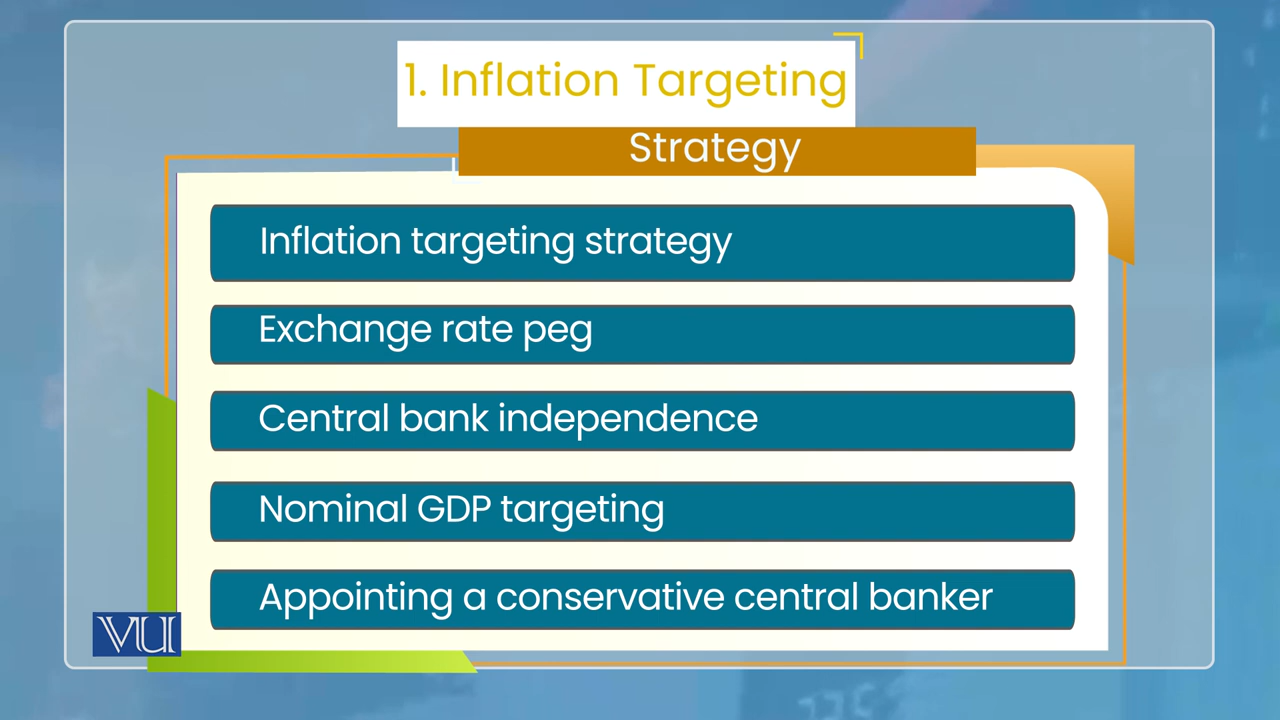 1. Inflation Targeting
Strategy
Inflation targeting strategy
Exchange rate peg
Central bank independence
Nominal GDP targeting
Appointing a conservative central banker
VU